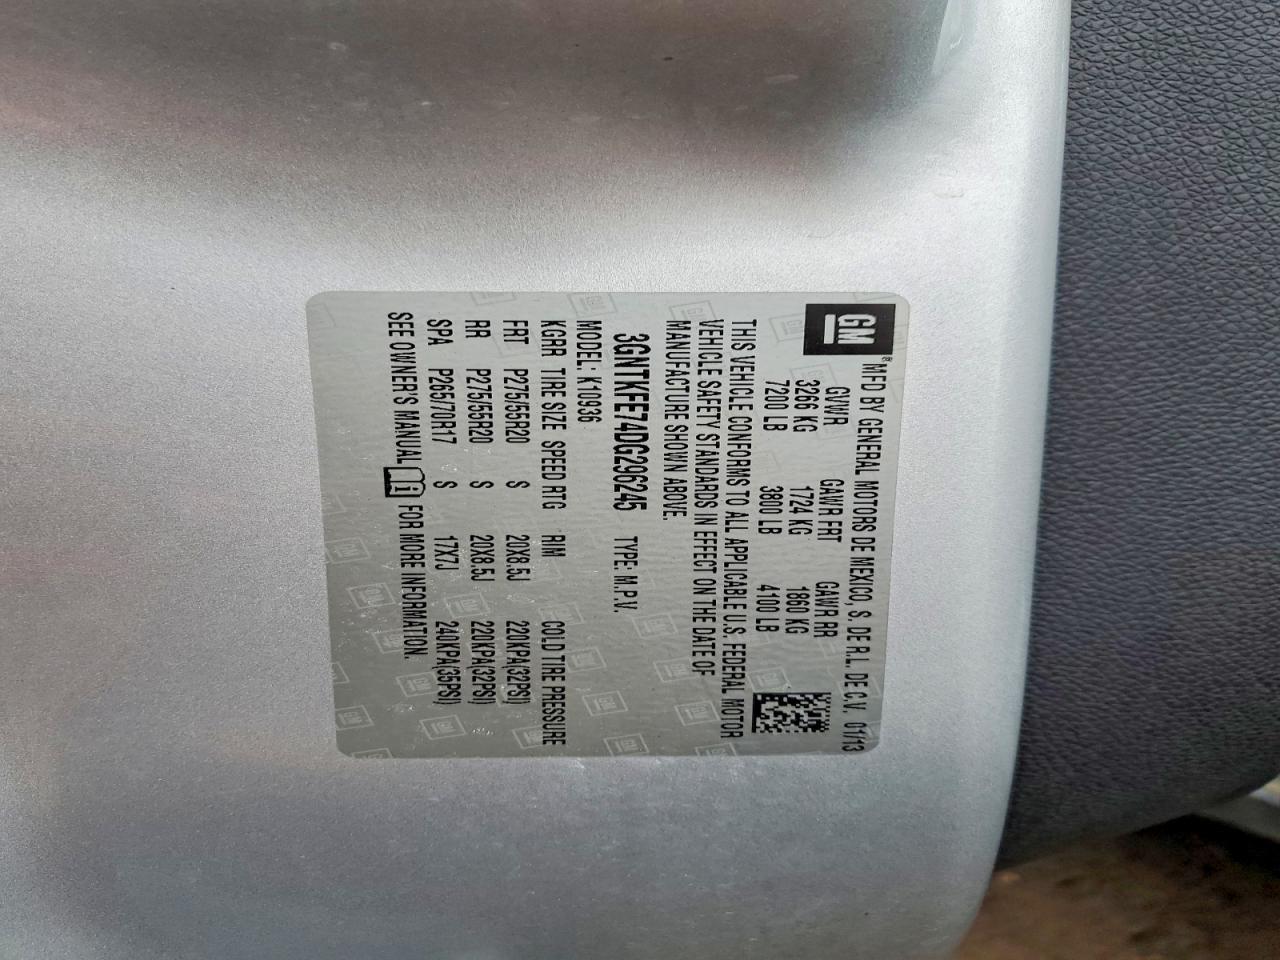 GM ® MFD BY GENERAL MOTORS DE MEXICO, S. DE R.L. DE C.V. 01/13
GVWR GAWR FRT GAWR RR
3266 KG 1724 KG 1860 KG
7200 LB 3800 LB 4100 LB
THIS VEHICLE CONFORMS TO ALL APPLICABLE U.S. FEDERAL MOTOR
VEHICLE SAFETY STANDARDS IN EFFECT ON THE DATE OF
MANUFACTURE SHOWN ABOVE.
3GNTKFE74DG296245 TYPE: M.P.V.
MODEL: K10936
KGRR TIRE SIZE SPEED RTG RIM COLD TIRE PRESSURE
FRT P275/55R20 S 20X8.5J 220KPA(32PSI)
RR P275/55R20 S 20X8.5J 220KPA(32PSI)
SPA P265/70R17 S 17X7J 240KPA(35PSI)
SEE OWNER'S MANUAL FOR MORE INFORMATION.